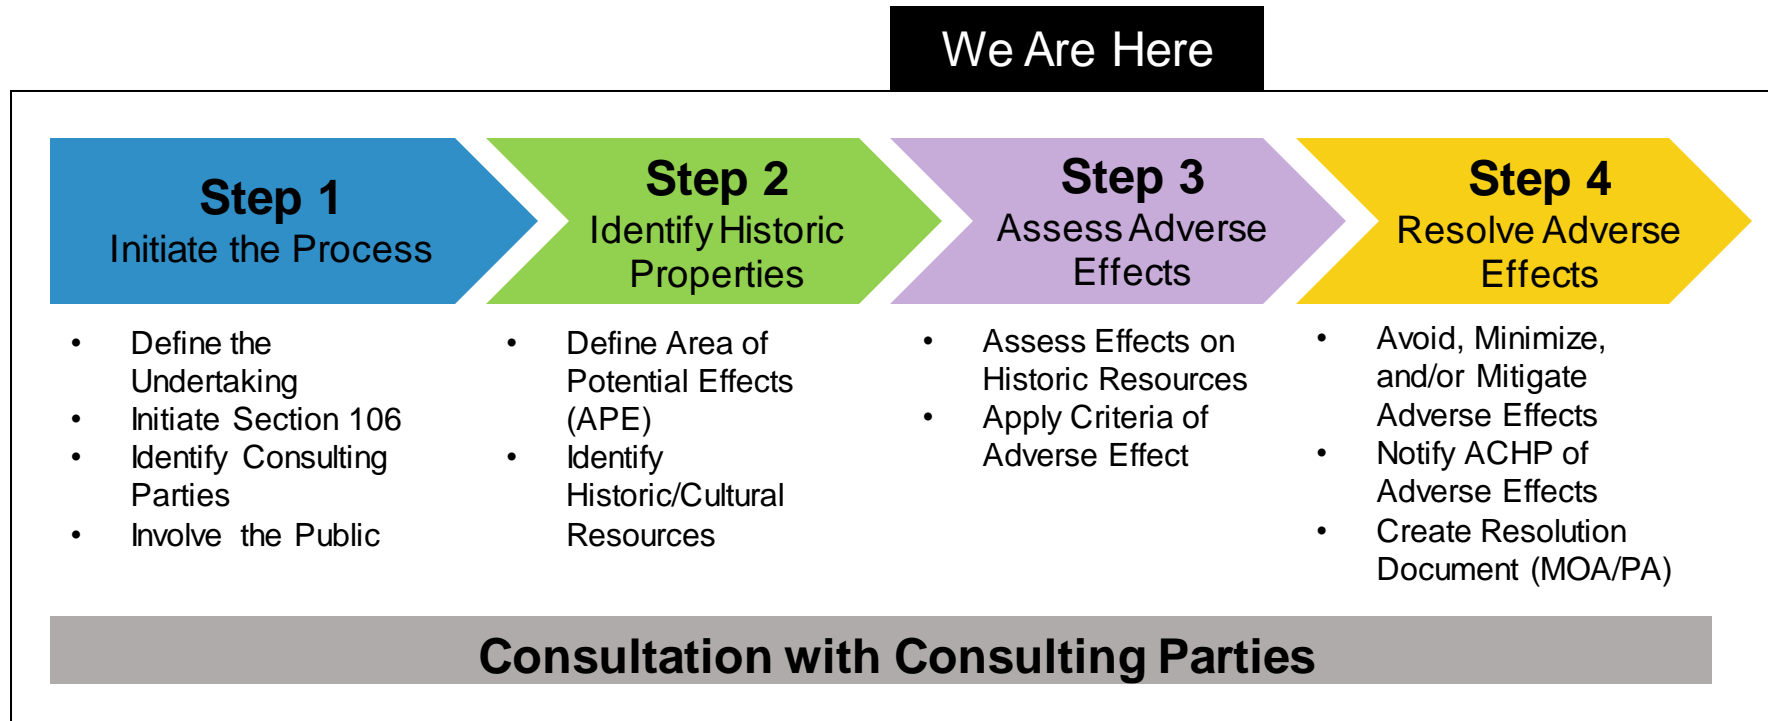 We Are Here
Step 1
Initiate the Process
Step 2
Identify Historic
Properties
Step 3
Assess Adverse
Effects
Step 4
Resolve Adverse
Effects
• Define the
Undertaking
• Initiate Section 106
• Identify Consulting
Parties
• Involve the Public
• Define Area of
Potential Effects
(APE)
• Identify
Historic/Cultural
Resources
• Assess Effects on
Historic Resources
• Apply Criteria of
Adverse Effect
• Avoid, Minimize,
and/or Mitigate
Adverse Effects
• Notify ACHP of
Adverse Effects
• Create Resolution
Document (MOA/PA)
Consultation with Consulting Parties